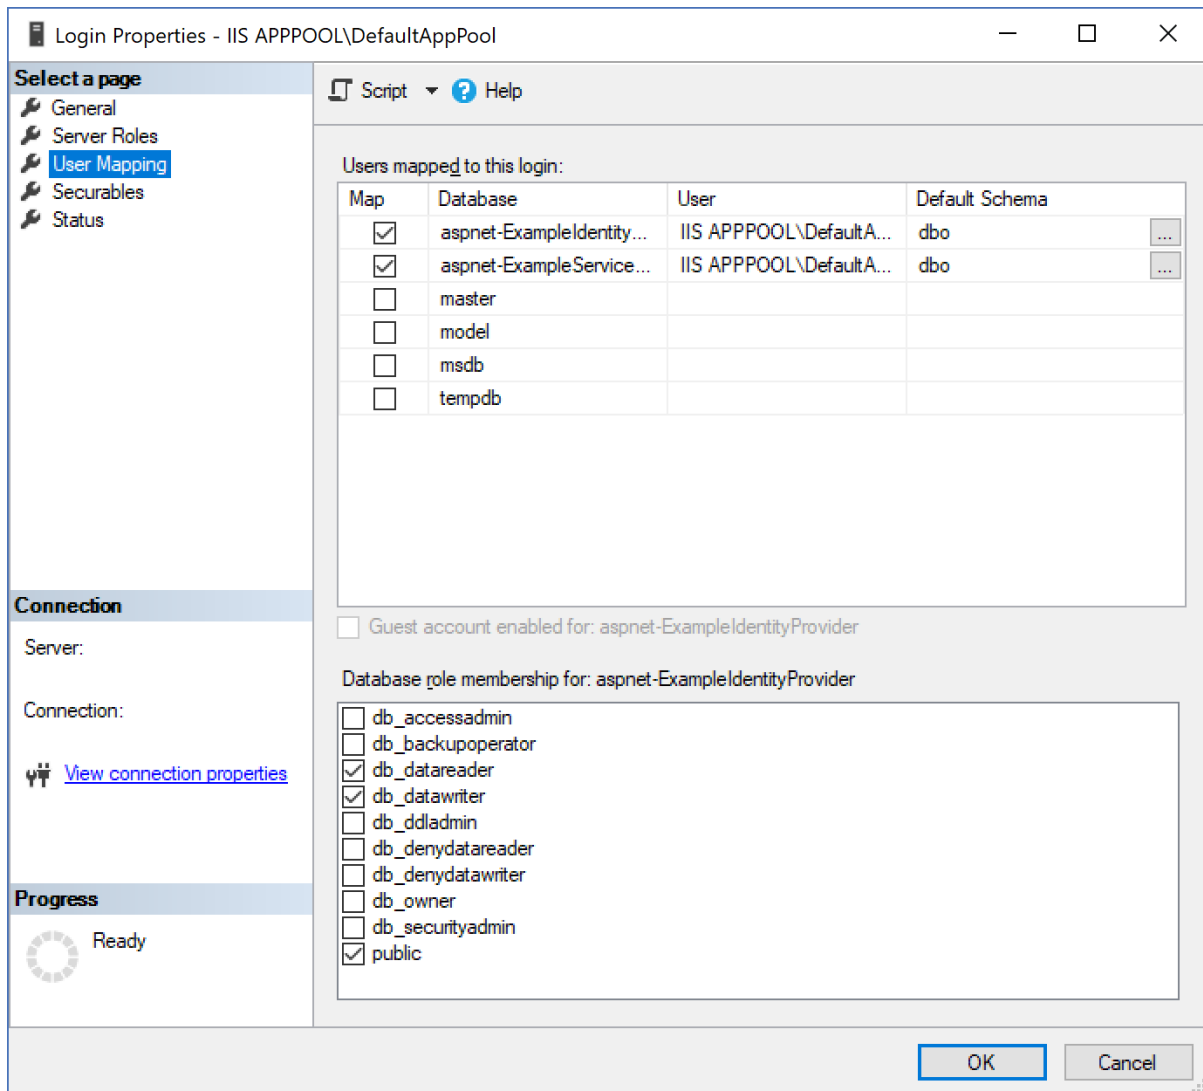 Login Properties - IIS APPPOOL\DefaultAppPool
Select a page
General
Server Roles
User Mapping
Securables
Status
Script
Help
Users mapped to this login:
Map Database User Default Schema
aspnet-ExampleIdentity... IIS APPPOOL\DefaultA... dbo ...
aspnet-ExampleService... IIS APPPOOL\DefaultA... dbo ...
master
model
msdb
tempdb
Guest account enabled for: aspnet-ExampleIdentityProvider
Database role membership for: aspnet-ExampleIdentityProvider
db_accessadmin
db_backupoperator
db_datareader
db_datawriter
db_ddladmin
db_denydatareader
db_denydatawriter
db_owner
db_securityadmin
public
Connection
Server:
Connection:
View connection properties
Progress
Ready
OK
Cancel